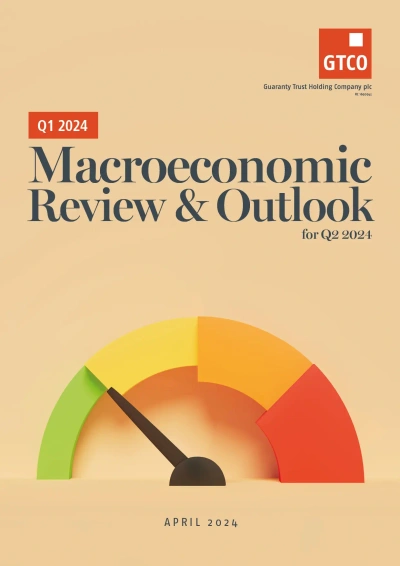 GTCO
Guaranty Trust Holding Company plc
Q1 2024
Macroeconomic
Review & Outlook
for Q2 2024
APRIL 2024